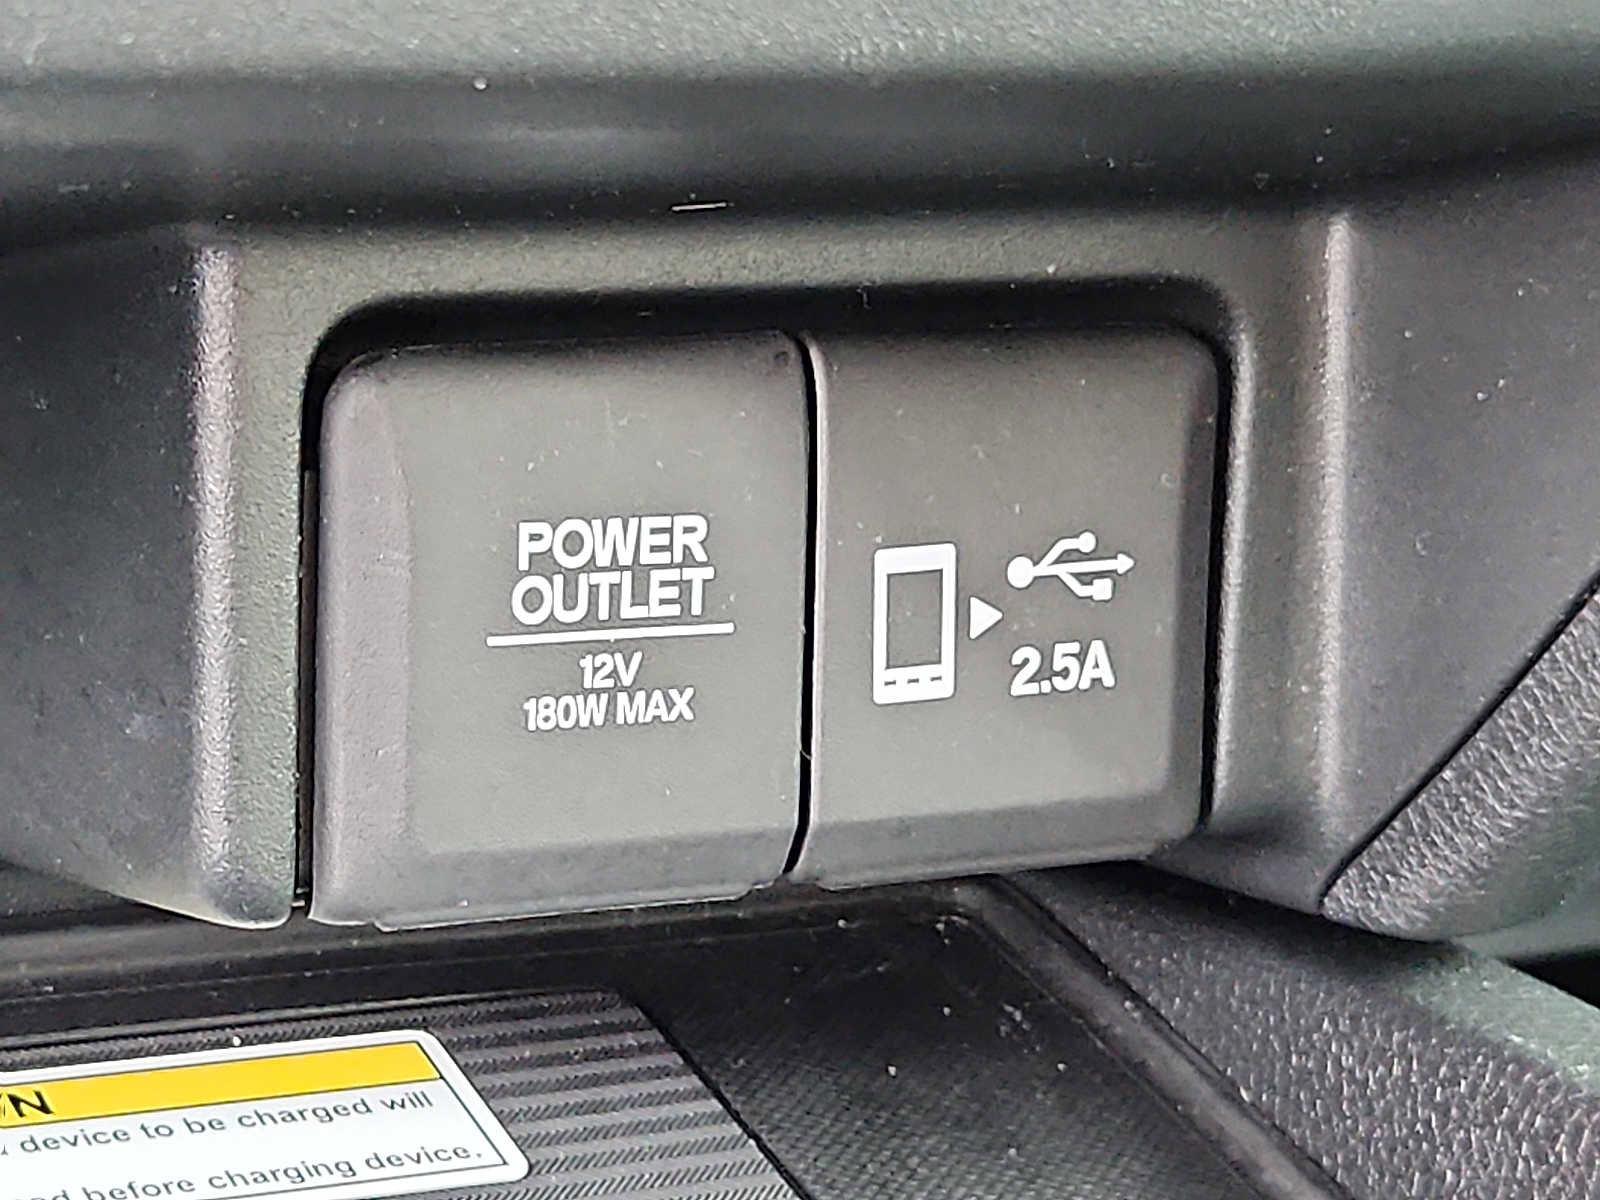 POWER
OUTLET
12V
180W MAX
2.5A
N
device to be charged will
before charging device.